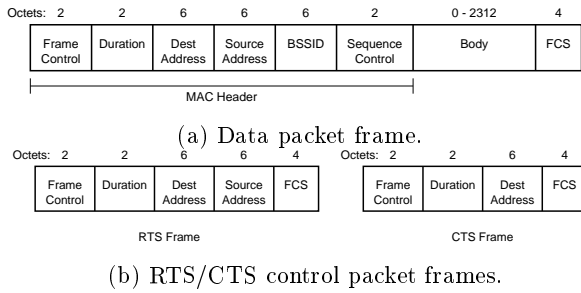 Octets: 2 2 6 6 6 2 0 - 2312 4
Frame Control Duration Dest Address Source Address BSSID Sequence Control Body FCS
MAC Header
(a) Data packet frame.
Octets: 2 2 6 6 4
Frame Control Duration Dest Address Source Address FCS
RTS Frame
Octets: 2 2 6 4
Frame Control Duration Dest Address FCS
CTS Frame
(b) RTS/CTS control packet frames.